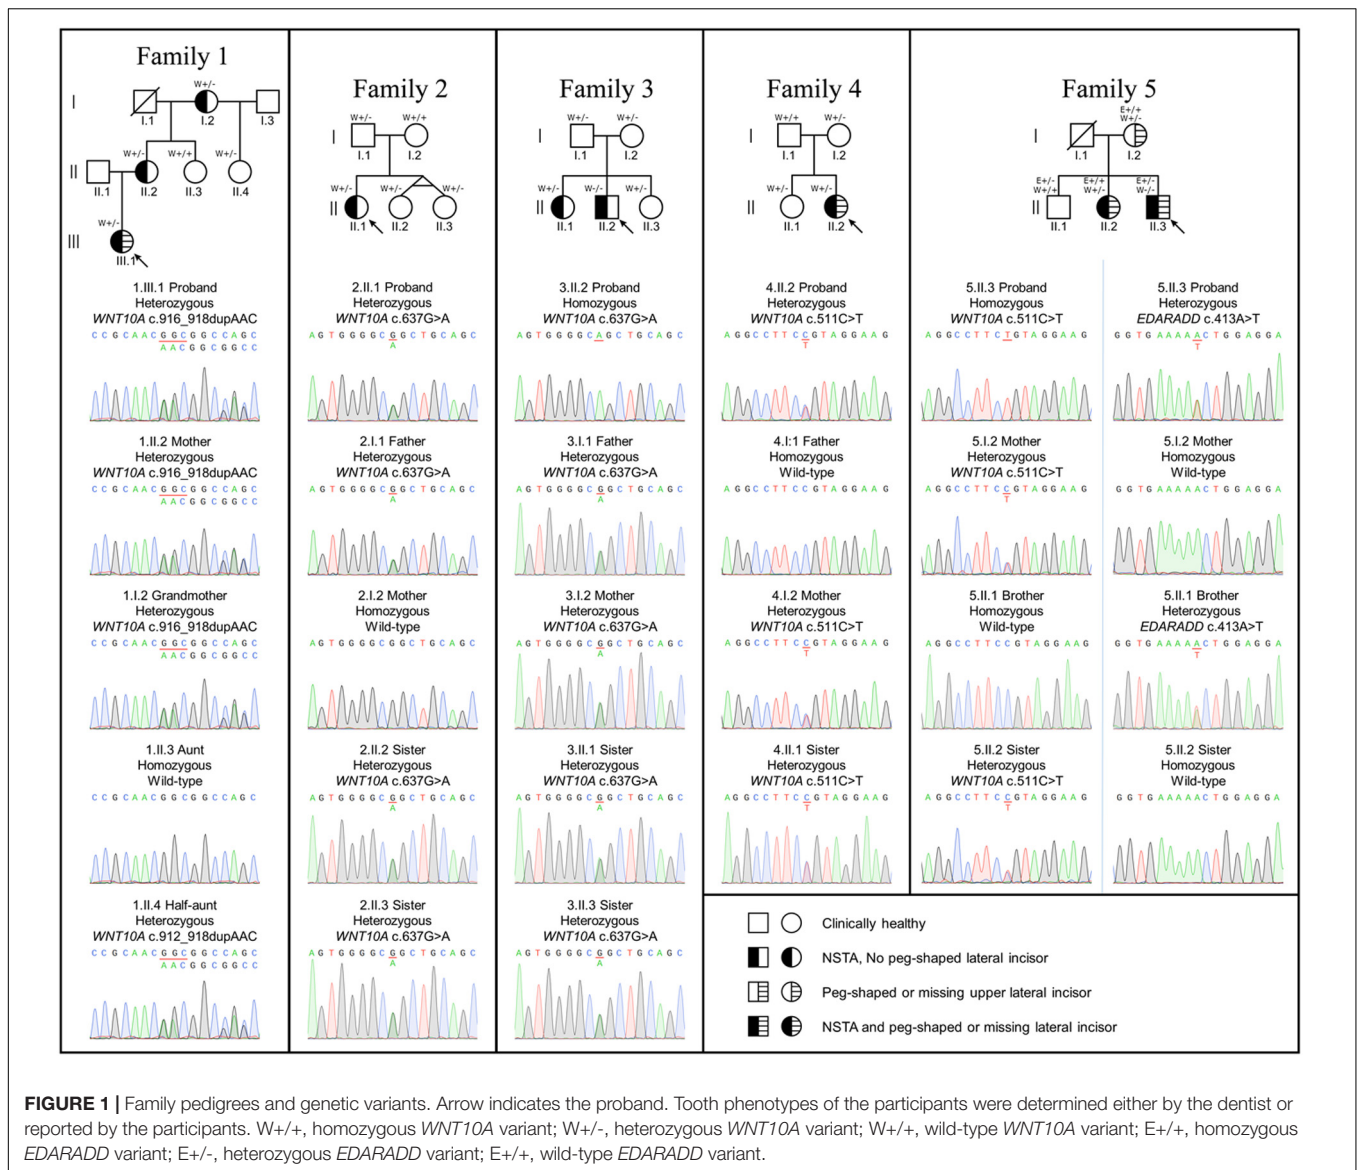 Family 1
I
W+/-
I.1
I.2
I.3
II
W+/-
W+/+
W+/-
II.1
II.2
II.3
II.4
III
W+/-
III.1
1.III.1 Proband
Heterozygous
WNT10A c.916_918dupAAC
C C G C A A C G G C G G C C A G C
A A C G G C G G C C
1.II.2 Mother
Heterozygous
WNT10A c.916_918dupAAC
C C G C A A C G G C G G C C A G C
A A C G G C G G C C
1.I.2 Grandmother
Heterozygous
WNT10A c.916_918dupAAC
C C G C A A C G G C G G C C A G C
A A C G G C G G C C
1.II.3 Aunt
Homozygous
Wild-type
C C G C A A C G G C G G C C A G C
1.II.4 Half-aunt
Heterozygous
WNT10A c.912_918dupAAC
C C G C A A C G G C G G C C A G C
A A C G G C G G C C
Family 2
I
W+/-
W+/+
I.1
I.2
W+/-
W+/-
W+/-
II
II.1
II.2
II.3
2.II.1 Proband
Heterozygous
WNT10A c.637G>A
A G T G G G G C G G C T G C A G C
A
2.I.1 Father
Heterozygous
WNT10A c.637G>A
A G T G G G G C G G C T G C A G C
A
2.I.2 Mother
Homozygous
Wild-type
A G T G G G G C G G C T G C A G C
2.II.2 Sister
Heterozygous
WNT10A c.637G>A
A G T G G G G C G G C T G C A G C
A
2.II.3 Sister
Heterozygous
WNT10A c.637G>A
A G T G G G G C G G C T G C A G C
A
Family 3
I
W+/-
W+/-
I.1
I.2
W+/-
W-/-
W+/-
II
II.1
II.2
II.3
3.II.2 Proband
Homozygous
WNT10A c.637G>A
A G T G G G G C A G C T G C A G C
3.I.1 Father
Heterozygous
WNT10A c.637G>A
A G T G G G G C G G C T G C A G C
A
3.I.2 Mother
Heterozygous
WNT10A c.637G>A
A G T G G G G C G G C T G C A G C
A
3.II.1 Sister
Heterozygous
WNT10A c.637G>A
A G T G G G G C G G C T G C A G C
A
3.II.3 Sister
Heterozygous
WNT10A c.637G>A
A G T G G G G C G G C T G C A G C
A
Family 4
I
W+/+
W+/-
I.1
I.2
W+/-
W+/-
II
II.1
II.2
4.II.2 Proband
Heterozygous
WNT10A c.511C>T
A G G C C T T C C G T A G G A A G
T
4.I:1 Father
Homozygous
Wild-type
A G G C C T T C C G T A G G A A G
4.I.2 Mother
Heterozygous
WNT10A c.511C>T
A G G C C T T C C G T A G G A A G
T
4.II.1 Sister
Heterozygous
WNT10A c.511C>T
A G G C C T T C C G T A G G A A G
T
Family 5
I
E+/+
W+/-
I.1
I.2
E+/-
W+/+
E+/+
W+/-
E+/-
W-/-
II
II.1
II.2
II.3
5.II.3 Proband
Homozygous
WNT10A c.511C>T
A G G C C T T C T G T A G G A A G
5.I.2 Mother
Heterozygous
WNT10A c.511C>T
A G G C C T T C C G T A G G A A G
T
5.II.1 Brother
Homozygous
Wild-type
A G G C C T T C C G T A G G A A G
5.II.2 Sister
Heterozygous
WNT10A c.511C>T
A G G C C T T C C G T A G G A A G
T
5.II.3 Proband
Heterozygous
EDARADD c.413A>T
G G T G A A A A A C T G G A G G A
T
5.I.2 Mother
Homozygous
Wild-type
G G T G A A A A A C T G G A G G A
5.II.1 Brother
Heterozygous
EDARADD c.413A>T
G G T G A A A A A C T G G A G G A
T
5.II.2 Sister
Homozygous
Wild-type
G G T G A A A A A C T G G A G G A
Clinically healthy
NSTA, No peg-shaped lateral incisor
Peg-shaped or missing upper lateral incisor
NSTA and peg-shaped or missing lateral incisor
FIGURE 1 | Family pedigrees and genetic variants. Arrow indicates the proband. Tooth phenotypes of the participants were determined either by the dentist or
reported by the participants. W+/+, homozygous WNT10A variant; W+/-, heterozygous WNT10A variant; W+/+, wild-type WNT10A variant; E+/+, homozygous
EDARADD variant; E+/-, heterozygous EDARADD variant; E+/+, wild-type EDARADD variant.